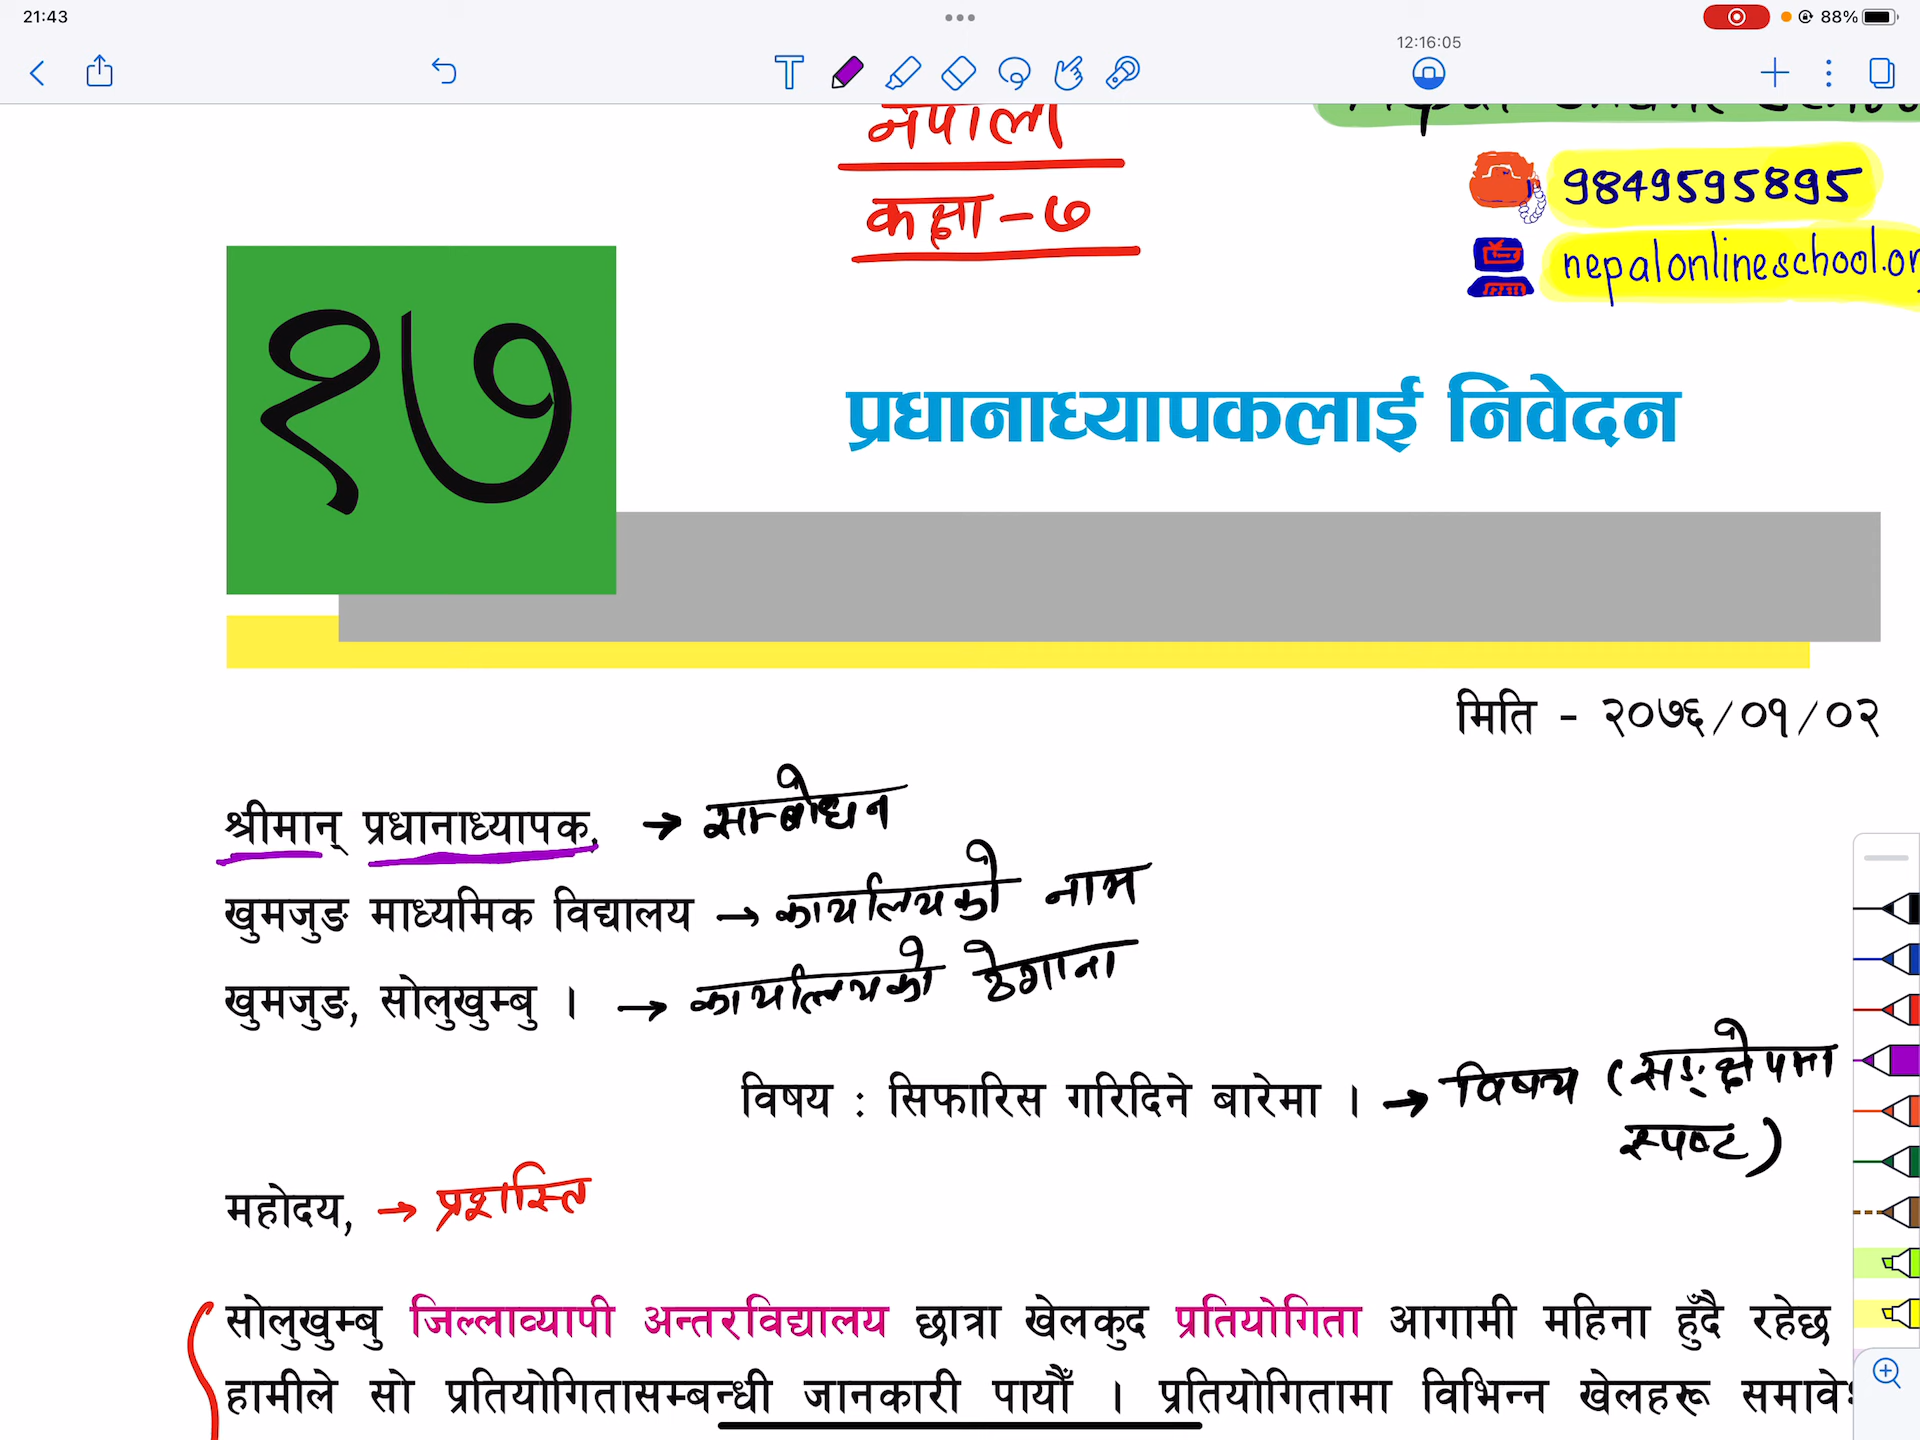 21:43
88%
12:16:05
T
नेपाली
कक्षा - ७
9849595895
nepalonlineschool.or
१७
प्रधानाध्यापकलाई निवेदन
मिति - २०७६/०१/०२
श्रीमान् प्रधानाध्यापक, → सम्बोधन
खुमजुङ माध्यमिक विद्यालय → कार्यालयको नाम
खुमजुङ, सोलुखुम्बु । → कार्यालयको ठेगाना
विषय : सिफारिस गरिदिने बारेमा । → विषय (सङ्क्षेपमा
स्पष्ट)
महोदय, → प्रशस्ति
सोलुखुम्बु जिल्लाव्यापी अन्तरविद्यालय छात्रा खेलकुद प्रतियोगिता आगामी महिना हुँदै रहेछ
हामीले सो प्रतियोगितासम्बन्धी जानकारी पायौँ । प्रतियोगितामा विभिन्न खेलहरू समावे